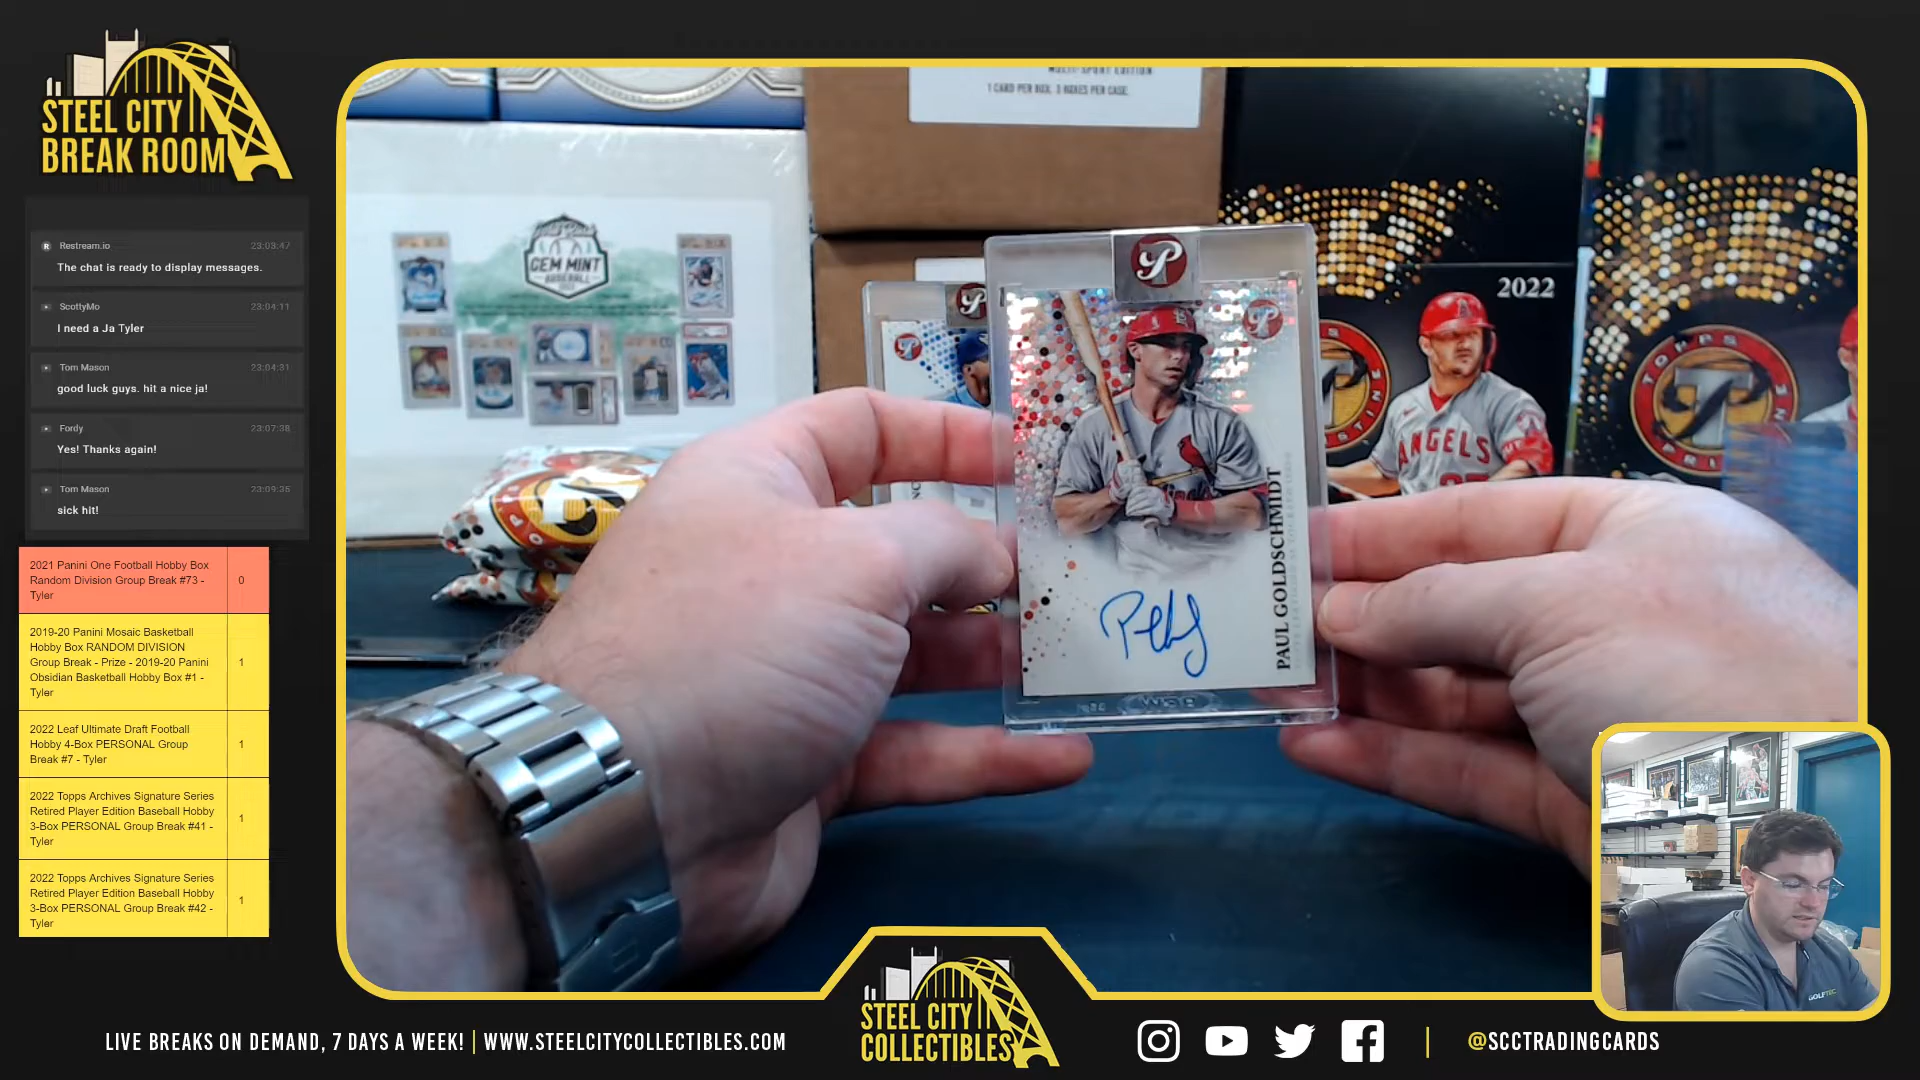 STEEL CITY
BREAK ROOM
Restream.io 23:03:47
The chat is ready to display messages.
ScottyMo 23:04:11
I need a Ja Tyler
Tom Mason 23:04:31
good luck guys. hit a nice ja!
Fordy 23:07:38
Yes! Thanks again!
Tom Mason 23:09:35
sick hit!
2021 Panini One Football Hobby Box
Random Division Group Break #73 - 0
Tyler
2019-20 Panini Mosaic Basketball
Hobby Box RANDOM DIVISION
Group Break - Prize - 2019-20 Panini 1
Obsidian Basketball Hobby Box #1 -
Tyler
2022 Leaf Ultimate Draft Football
Hobby 4-Box PERSONAL Group 1
Break #7 - Tyler
2022 Topps Archives Signature Series
Retired Player Edition Baseball Hobby
3-Box PERSONAL Group Break #41 - 1
Tyler
2022 Topps Archives Signature Series
Retired Player Edition Baseball Hobby
3-Box PERSONAL Group Break #42 - 1
Tyler
MULTI-SPORT EDITION
1 CARD PER BOX. 3 BOXES PER CASE.
GEM MINT
BASEBALL
P
PAUL GOLDSCHMIDT
2022
ANGELS
TOPPS
GOLFTEC
STEEL CITY
COLLECTIBLES
LIVE BREAKS ON DEMAND, 7 DAYS A WEEK! | WWW.STEELCITYCOLLECTIBLES.COM
@SCCTRADINGCARDS